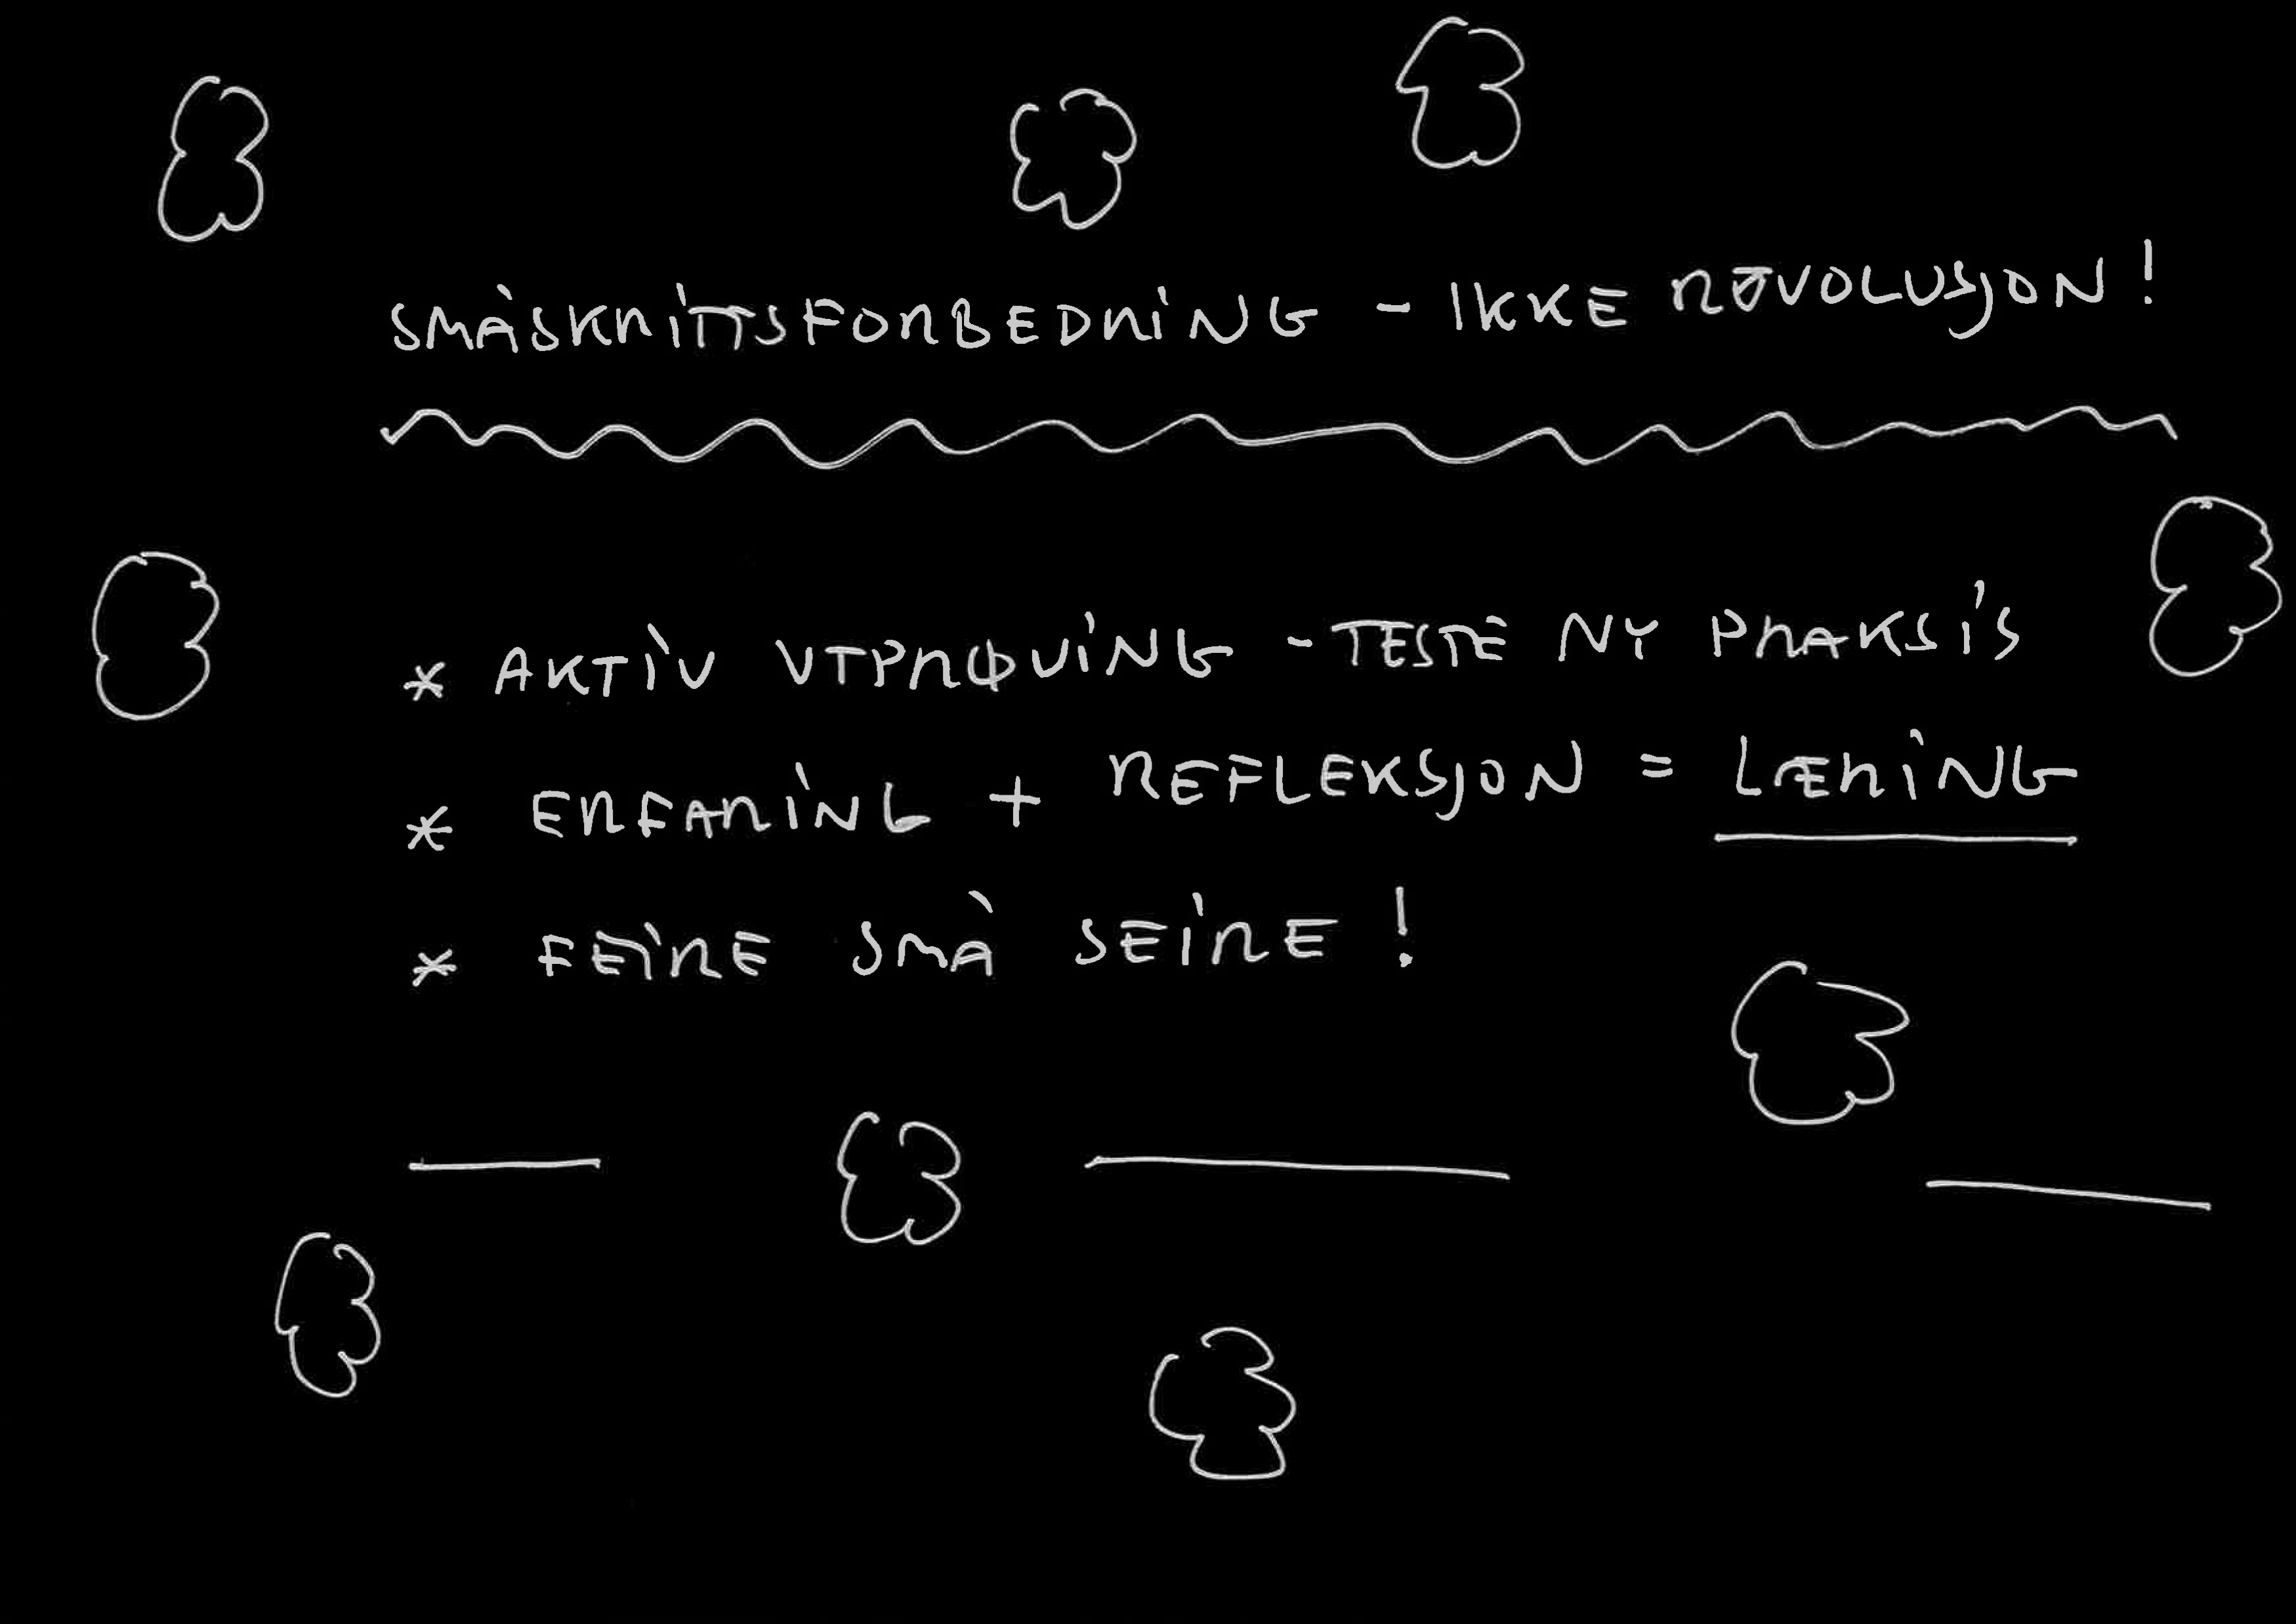 SMÅSKRITTSFORBEDRING - IKKE REVOLUSJON!
* AKTIV UTPRØVING - TESTE NY PRAKSIS
* ERFARING + REFLEKSJON = LÆRING
* FEIRE SMÅ SEIRE!